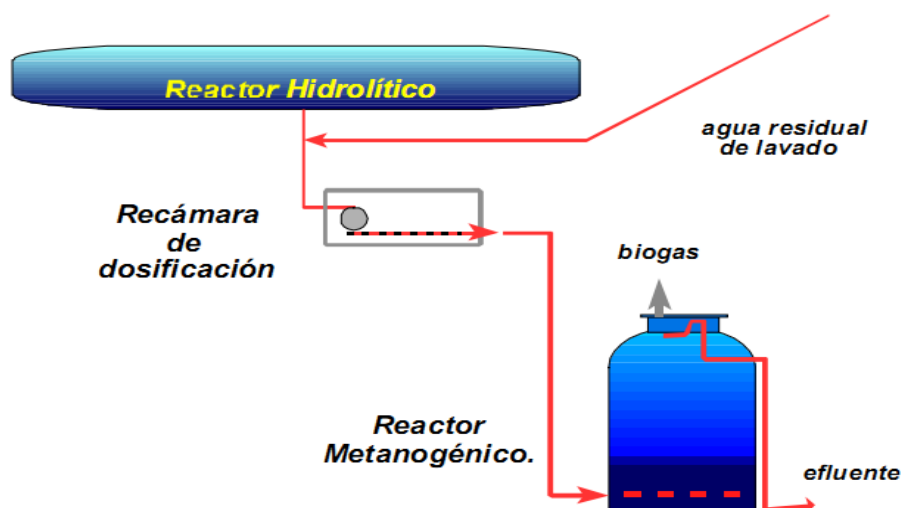 Reactor Hidrolítico
agua residual
de lavado
Recámara
de
dosificación
biogas
Reactor
Metanogénico.
efluente